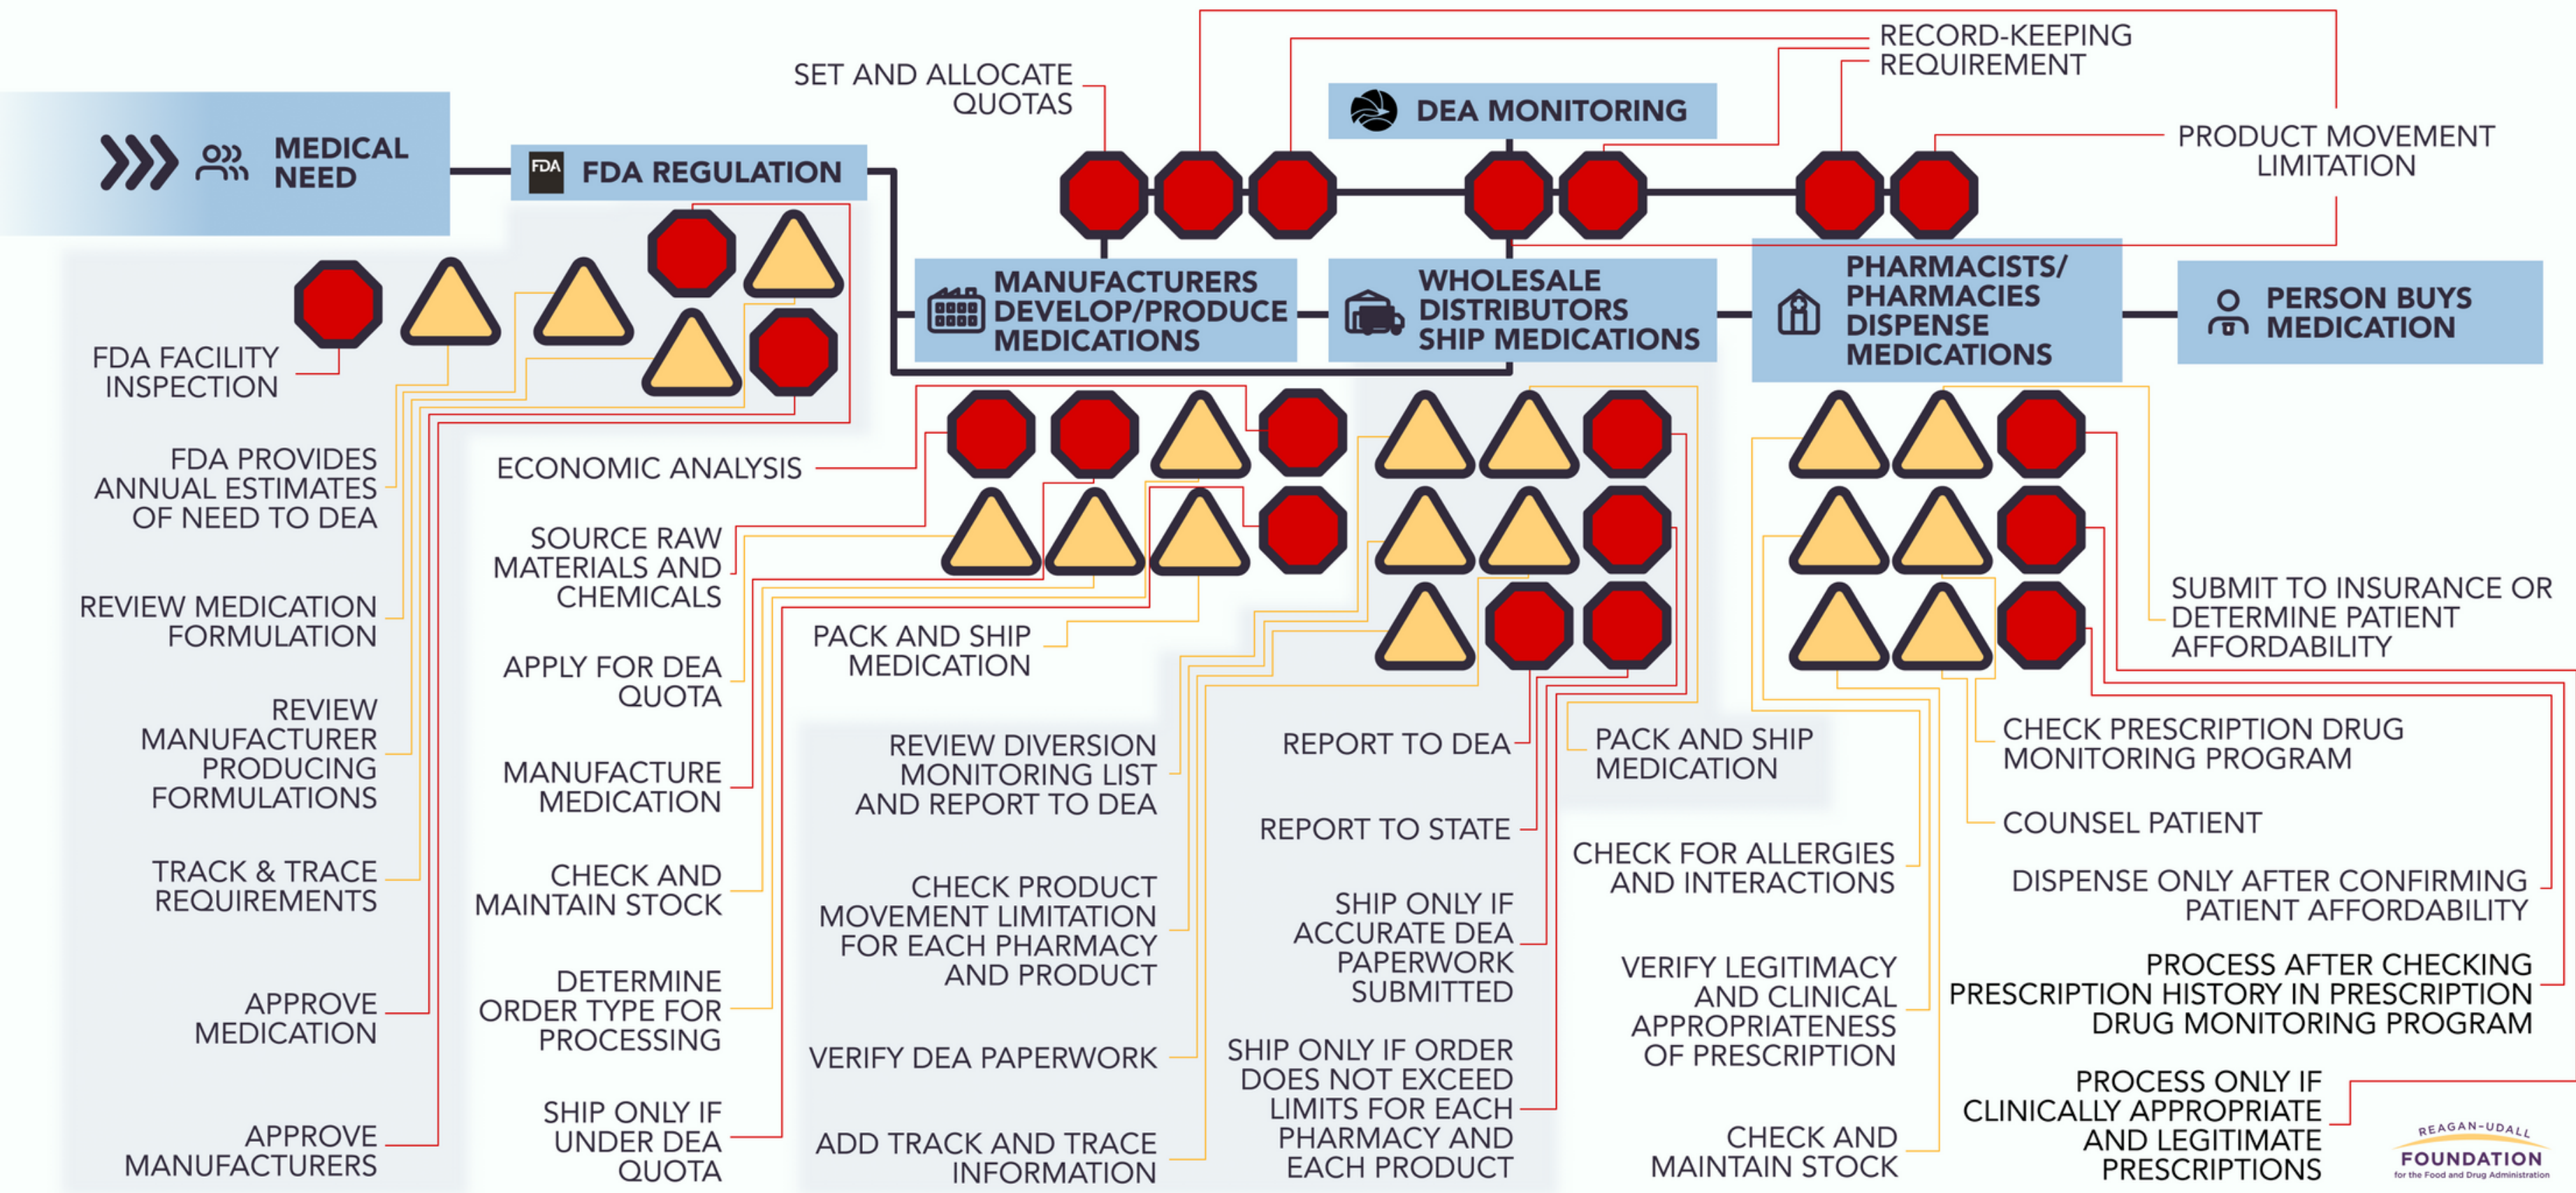 SET AND ALLOCATE
QUOTAS
RECORD-KEEPING
REQUIREMENT
DEA MONITORING
PRODUCT MOVEMENT
LIMITATION
MEDICAL
NEED
FDA
FDA REGULATION
MANUFACTURERS
DEVELOP/PRODUCE
MEDICATIONS
WHOLESALE
DISTRIBUTORS
SHIP MEDICATIONS
PHARMACISTS/
PHARMACIES
DISPENSE
MEDICATIONS
PERSON BUYS
MEDICATION
FDA FACILITY
INSPECTION
FDA PROVIDES
ANNUAL ESTIMATES
OF NEED TO DEA
REVIEW MEDICATION
FORMULATION
REVIEW
MANUFACTURER
PRODUCING
FORMULATIONS
TRACK & TRACE
REQUIREMENTS
APPROVE
MEDICATION
APPROVE
MANUFACTURERS
ECONOMIC ANALYSIS
SOURCE RAW
MATERIALS AND
CHEMICALS
APPLY FOR DEA
QUOTA
MANUFACTURE
MEDICATION
CHECK AND
MAINTAIN STOCK
DETERMINE
ORDER TYPE FOR
PROCESSING
SHIP ONLY IF
UNDER DEA
QUOTA
PACK AND SHIP
MEDICATION
REVIEW DIVERSION
MONITORING LIST
AND REPORT TO DEA
CHECK PRODUCT
MOVEMENT LIMITATION
FOR EACH PHARMACY
AND PRODUCT
VERIFY DEA PAPERWORK
ADD TRACK AND TRACE
INFORMATION
REPORT TO DEA
REPORT TO STATE
SHIP ONLY IF
ACCURATE DEA
PAPERWORK
SUBMITTED
SHIP ONLY IF ORDER
DOES NOT EXCEED
LIMITS FOR EACH
PHARMACY AND
EACH PRODUCT
PACK AND SHIP
MEDICATION
CHECK FOR ALLERGIES
AND INTERACTIONS
VERIFY LEGITIMACY
AND CLINICAL
APPROPRIATENESS
OF PRESCRIPTION
CHECK AND
MAINTAIN STOCK
SUBMIT TO INSURANCE OR
DETERMINE PATIENT
AFFORDABILITY
CHECK PRESCRIPTION DRUG
MONITORING PROGRAM
COUNSEL PATIENT
DISPENSE ONLY AFTER CONFIRMING
PATIENT AFFORDABILITY
PROCESS AFTER CHECKING
PRESCRIPTION HISTORY IN PRESCRIPTION
DRUG MONITORING PROGRAM
PROCESS ONLY IF
CLINICALLY APPROPRIATE
AND LEGITIMATE
PRESCRIPTIONS
REAGAN-UDALL
FOUNDATION
for the Food and Drug Administration